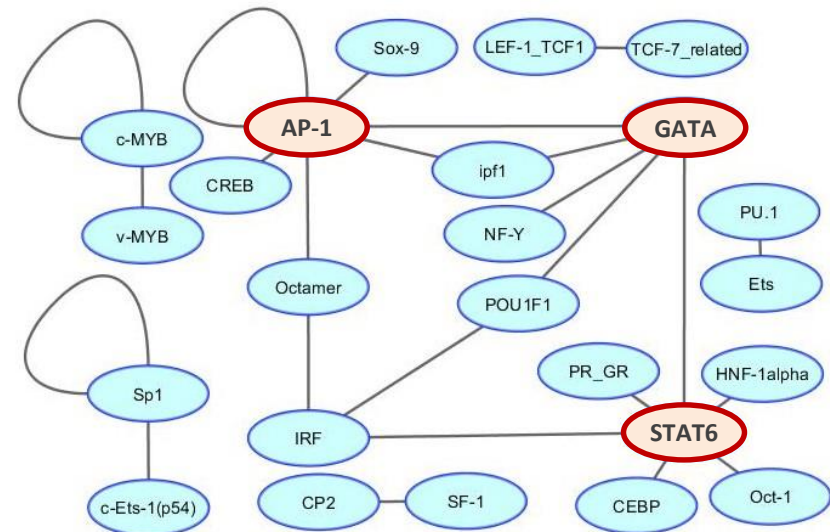 Sox-9
LEF-1_TCF1
TCF-7_related
c-MYB
AP-1
GATA
CREB
ipf1
v-MYB
NF-Y
PU.1
Octamer
POU1F1
Ets
Sp1
PR_GR
HNF-1alpha
IRF
STAT6
c-Ets-1(p54)
CP2
SF-1
CEBP
Oct-1